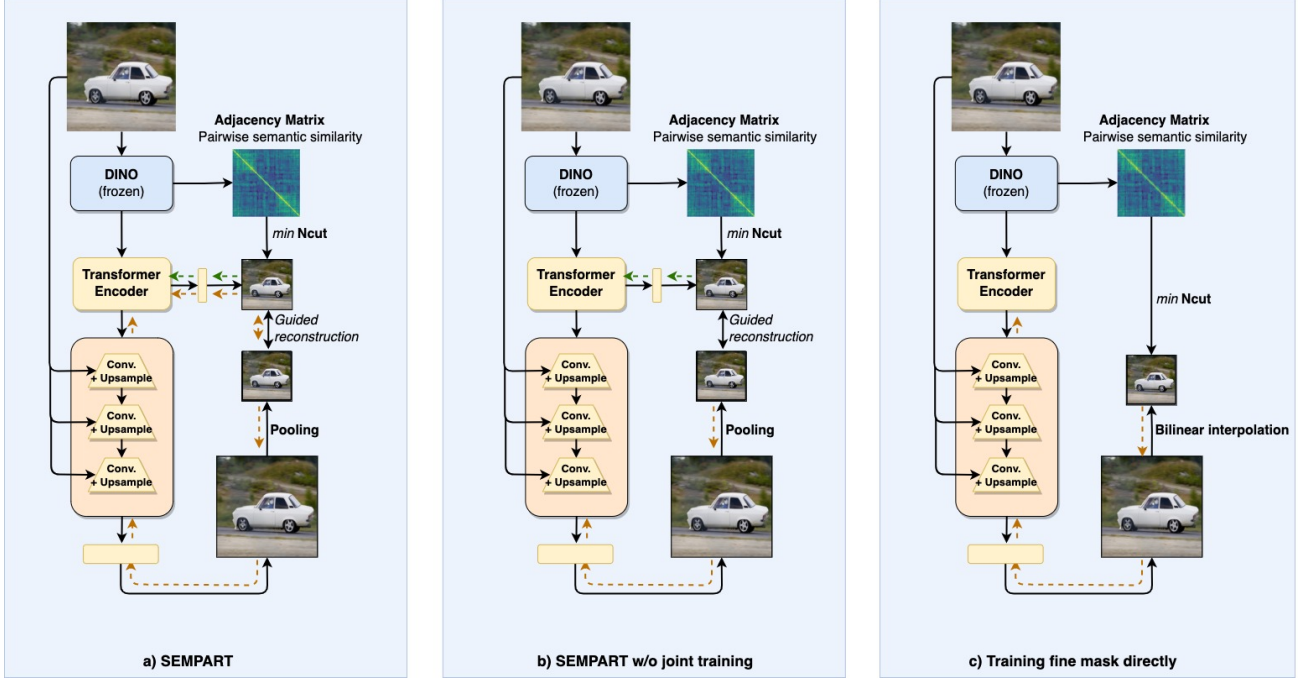 Adjacency Matrix
Pairwise semantic similarity
DINO
(frozen)
min Ncut
Transformer
Encoder
Guided
reconstruction
Conv.
+ Upsample
Conv.
+ Upsample
Pooling
Conv.
+ Upsample
a) SEMPART
Adjacency Matrix
Pairwise semantic similarity
DINO
(frozen)
min Ncut
Transformer
Encoder
Guided
reconstruction
Conv.
+ Upsample
Conv.
+ Upsample
Pooling
Conv.
+ Upsample
b) SEMPART w/o joint training
Adjacency Matrix
Pairwise semantic similarity
DINO
(frozen)
Transformer
Encoder
min Ncut
Conv.
+ Upsample
Conv.
+ Upsample
Bilinear interpolation
Conv.
+ Upsample
c) Training fine mask directly